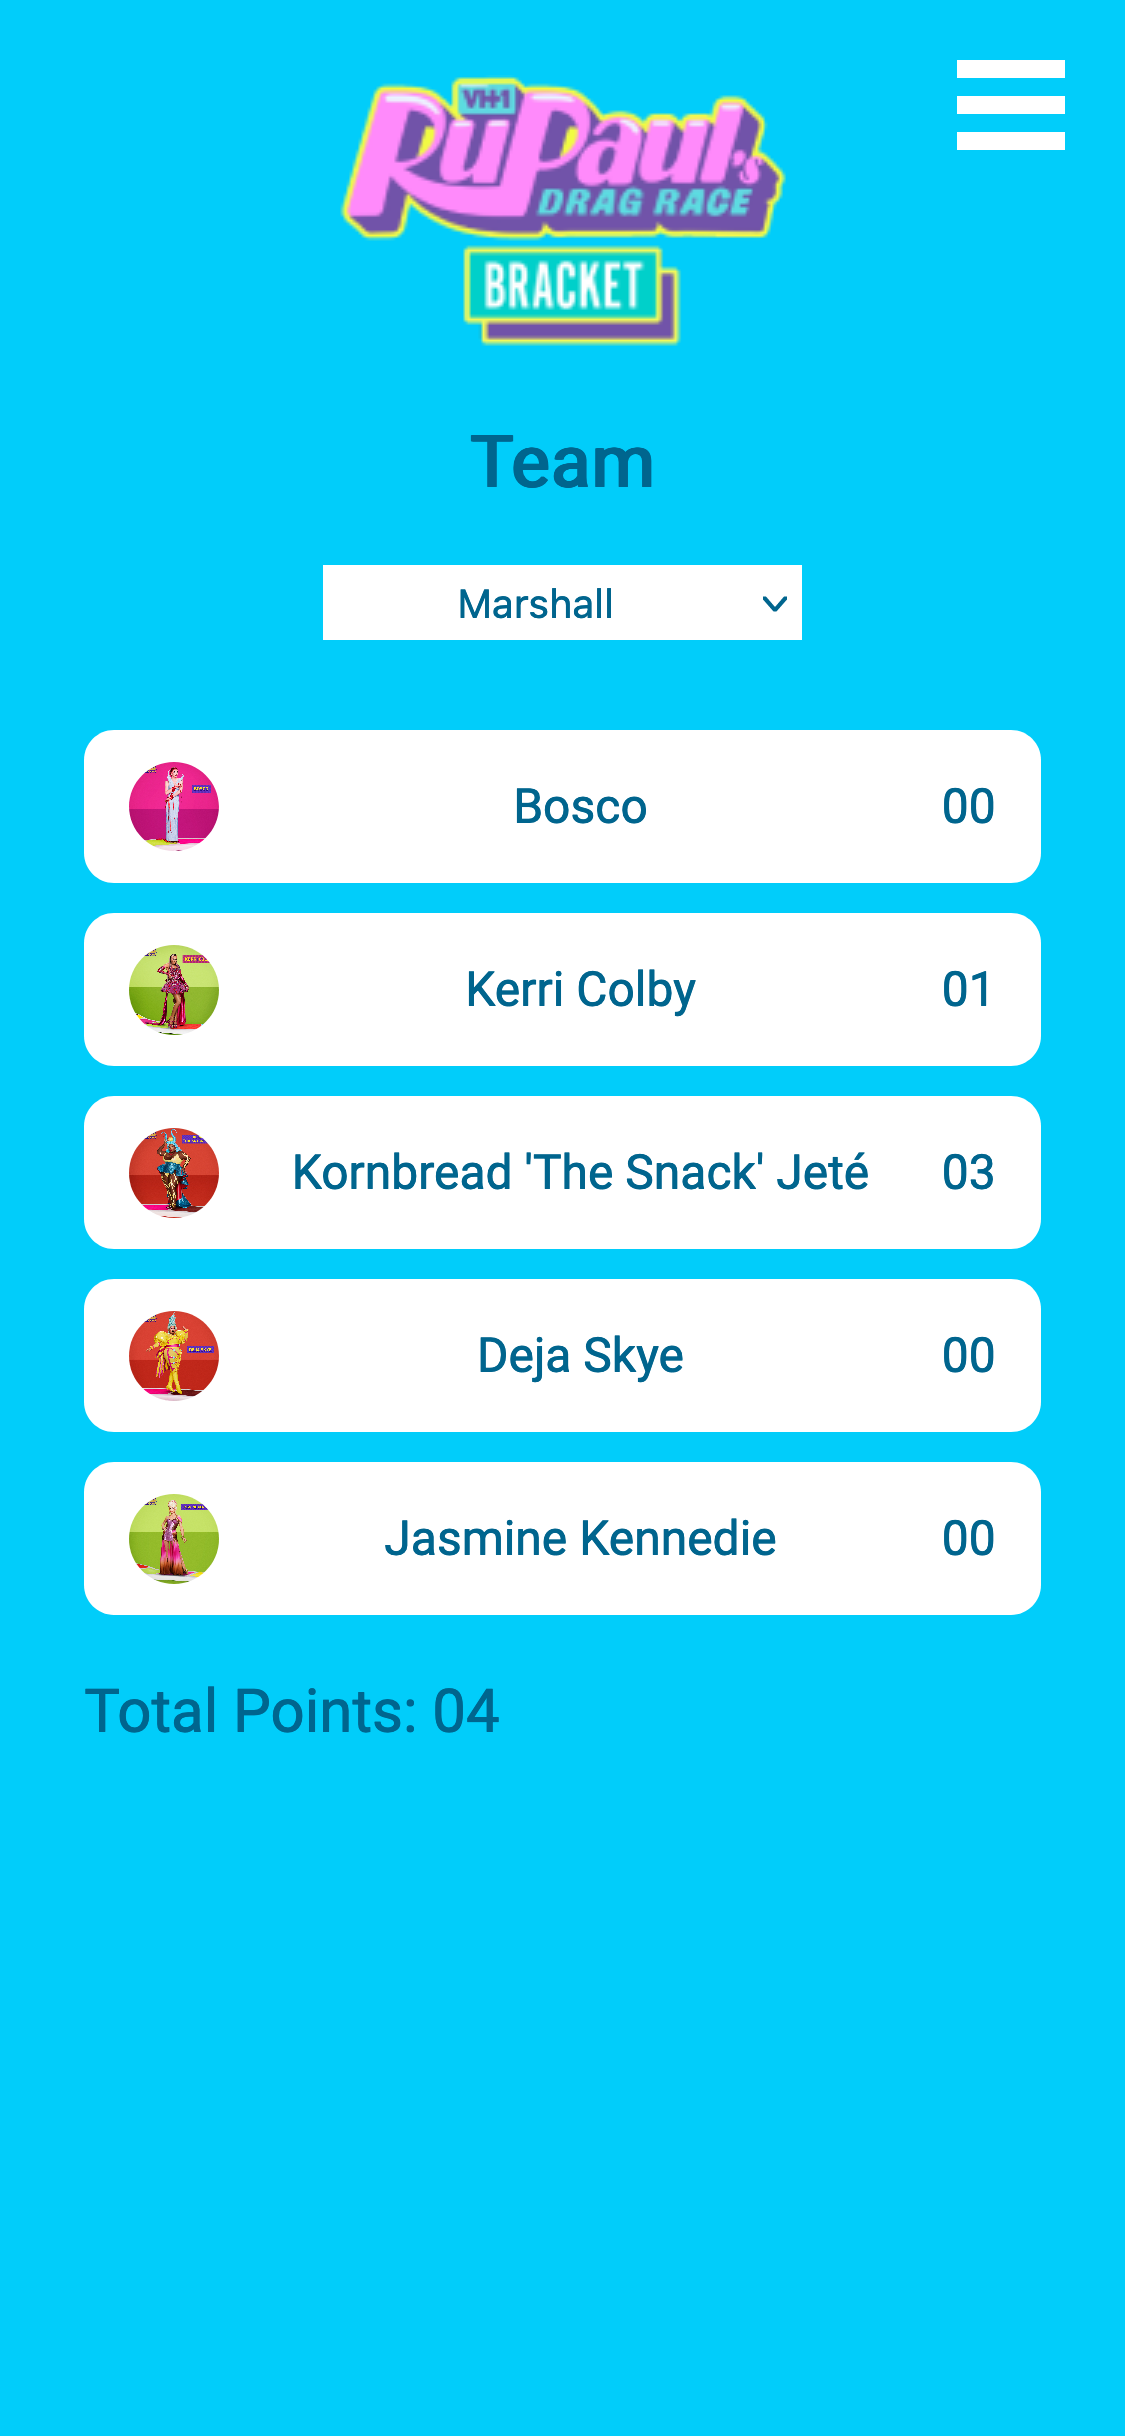 VH1
RuPaul's
DRAG RACE
BRACKET
Team
Marshall
Bosco 00
Kerri Colby 01
Kornbread 'The Snack' Jeté 03
Deja Skye 00
Jasmine Kennedie 00
Total Points: 04